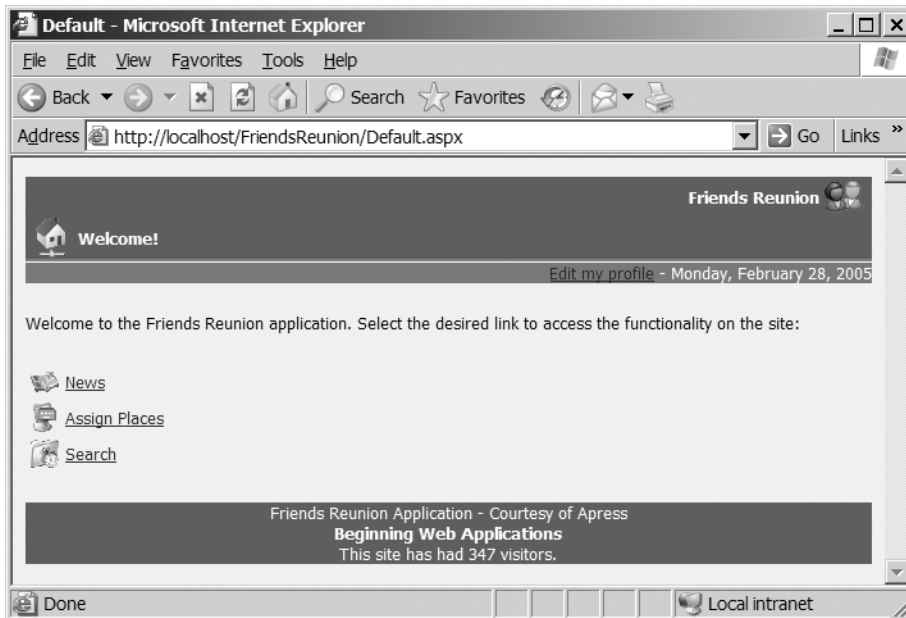 Default - Microsoft Internet Explorer
File Edit View Favorites Tools Help
Back Search Favorites
Address http://localhost/FriendsReunion/Default.aspx Go Links »
Friends Reunion
Welcome!
Edit my profile - Monday, February 28, 2005
Welcome to the Friends Reunion application. Select the desired link to access the functionality on the site:
News
Assign Places
Search
Friends Reunion Application - Courtesy of Apress
Beginning Web Applications
This site has had 347 visitors.
Done Local intranet